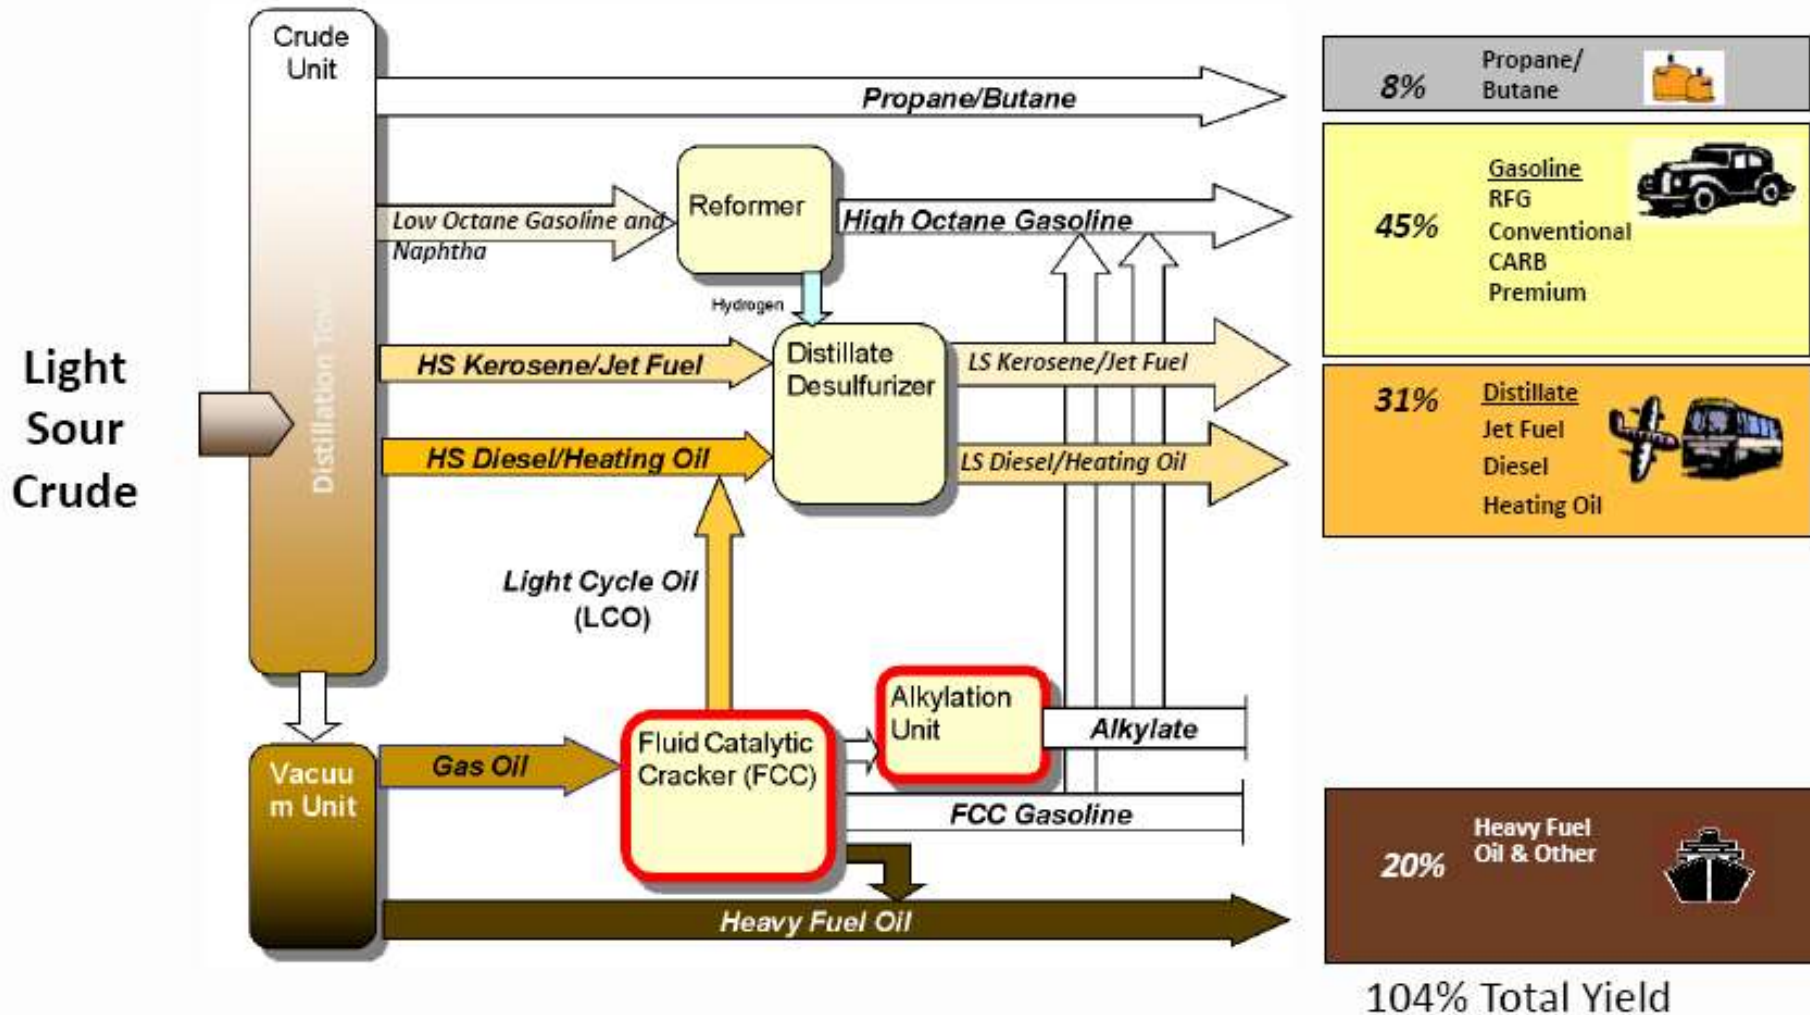 Light
Sour
Crude
Crude
Unit
Distillation Tow
Propane/Butane
Low Octane Gasoline and
Naphtha
Reformer
High Octane Gasoline
Hydrogen
HS Kerosene/Jet Fuel
Distillate
Desulfurizer
LS Kerosene/Jet Fuel
HS Diesel/Heating Oil
LS Diesel/Heating Oil
Light Cycle Oil
(LCO)
Vacuu
m Unit
Gas Oil
Fluid Catalytic
Cracker (FCC)
Alkylation
Unit
Alkylate
FCC Gasoline
Heavy Fuel Oil
8%
Propane/
Butane
45%
Gasoline
RFG
Conventional
CARB
Premium
31%
Distillate
Jet Fuel
Diesel
Heating Oil
20%
Heavy Fuel
Oil & Other
104% Total Yield